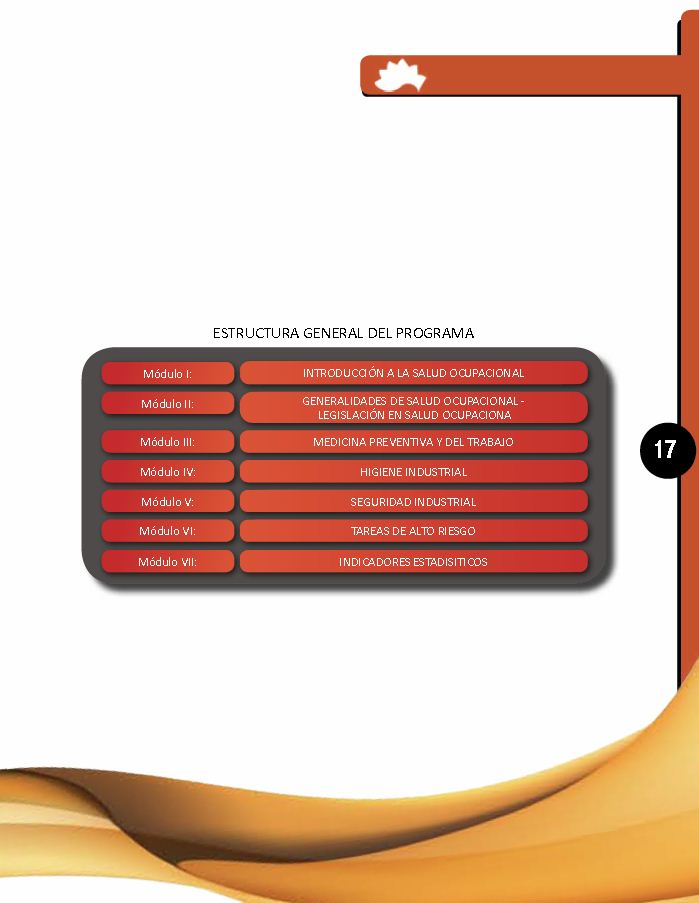 ESTRUCTURA GENERAL DEL PROGRAMA
Módulo I: INTRODUCCIÓN A LA SALUD OCUPACIONAL
Módulo II: GENERALIDADES DE SALUD OCUPACIONAL -
LEGISLACIÓN EN SALUD OCUPACIONA
Módulo III: MEDICINA PREVENTIVA Y DEL TRABAJO
17
Módulo IV: HIGIENE INDUSTRIAL
Módulo V: SEGURIDAD INDUSTRIAL
Módulo VI: TAREAS DE ALTO RIESGO
Módulo VII: INDICADORES ESTADISITICOS